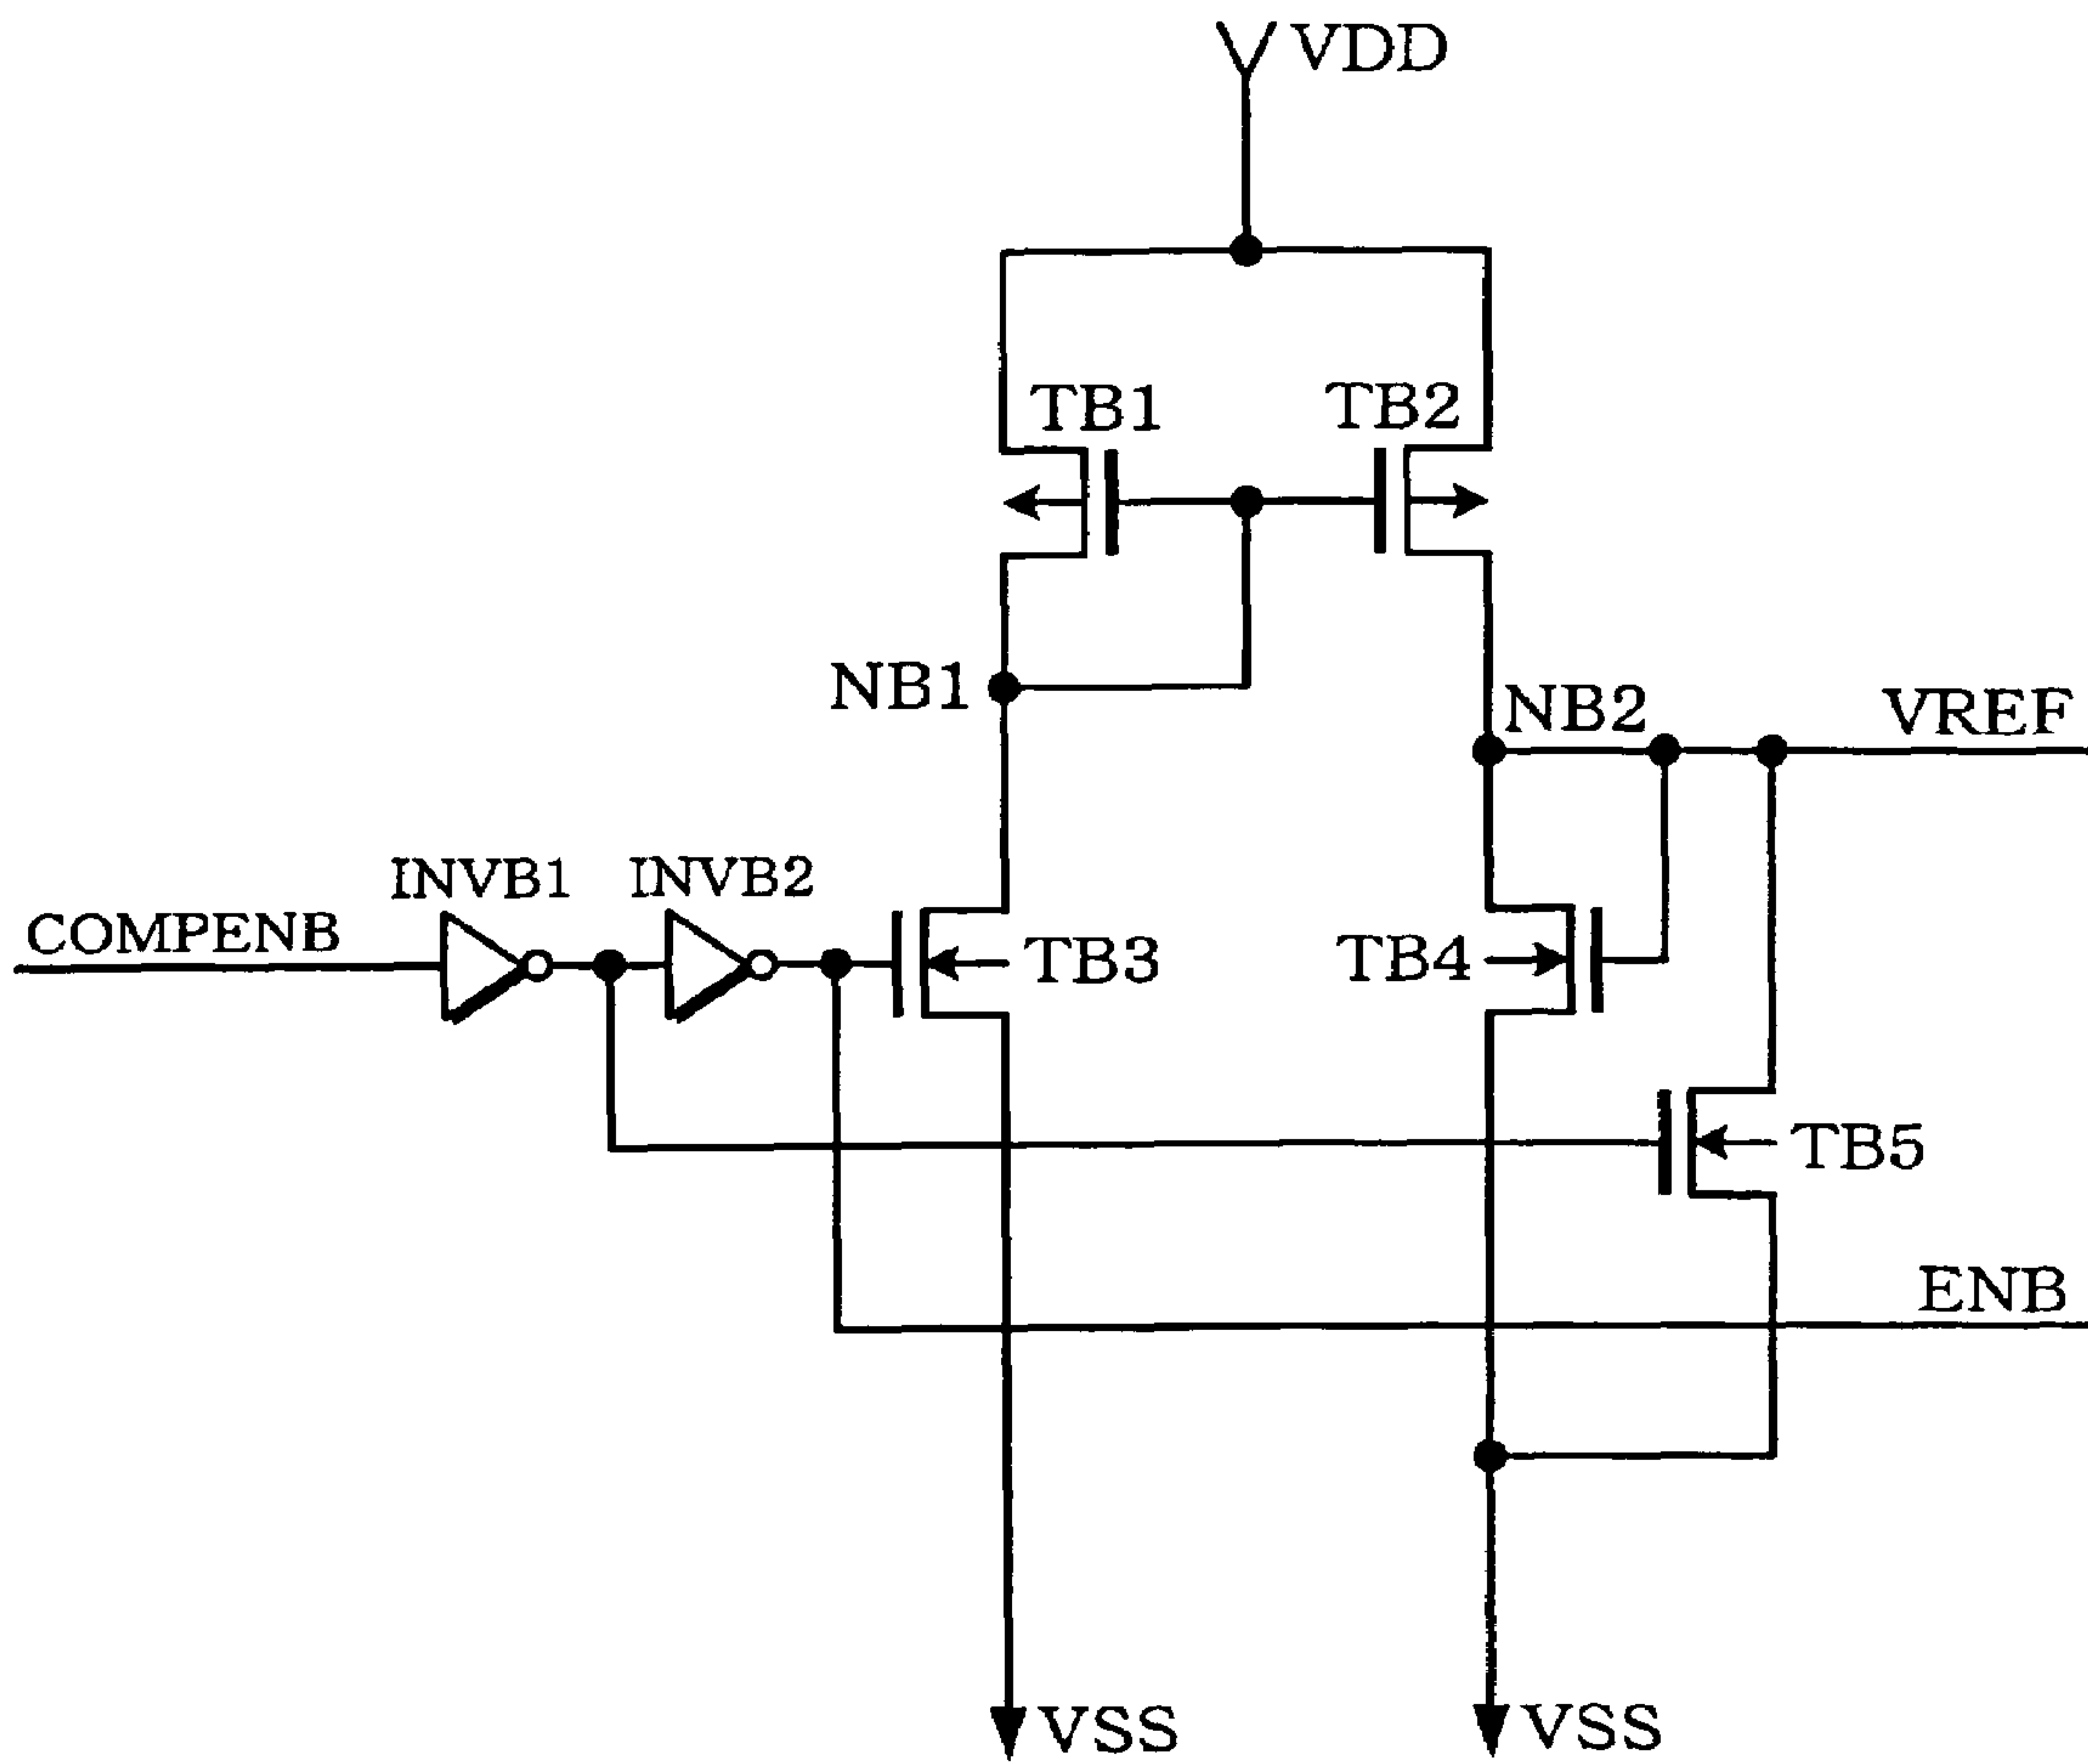 VDD
TB1
TB2
NB1
NB2
VREF
INVB1
INVB2
COMPENB
TB3
TB4
TB5
ENB
VSS
VSS